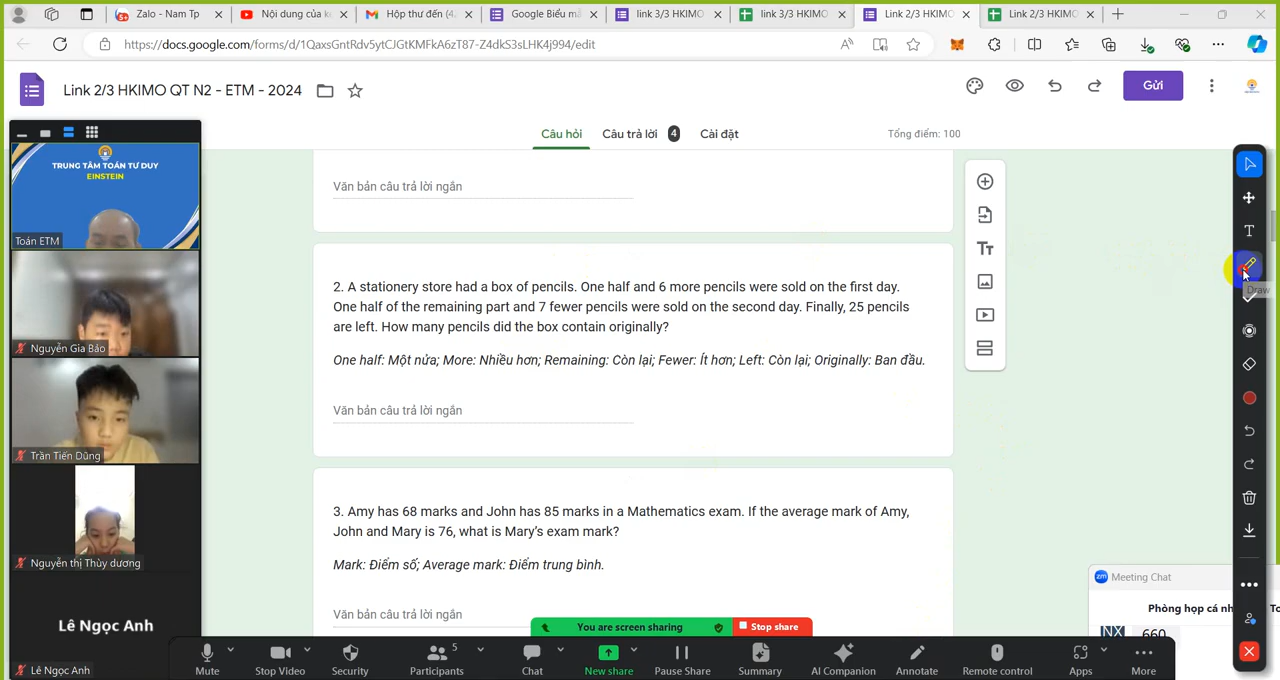 Zalo - Nam Tp
Nội dung của k
Hộp thư đến (4,
Google Biểu m
link 3/3 HKIMO
link 3/3 HKIMO
Link 2/3 HKIMO
Link 2/3 HKIMO
https://docs.google.com/forms/d/1QaxsGntRdv5ytCJGtKMFkA6zT87-Z4dkS3sLHK4j994/edit
Link 2/3 HKIMO QT N2 - ETM - 2024
Gửi
Câu hỏi
Câu trả lời 4
Cài đặt
Tổng điểm: 100
TRUNG TÂM TOÁN TƯ DUY
EINSTEIN
Toán ETM
Nguyễn Gia Bảo
Trần Tiến Dũng
Nguyễn thị Thùy dương
Lê Ngọc Anh
Lê Ngọc Anh
Văn bản câu trả lời ngắn
2. A stationery store had a box of pencils. One half and 6 more pencils were sold on the first day.
One half of the remaining part and 7 fewer pencils were sold on the second day. Finally, 25 pencils
are left. How many pencils did the box contain originally?
One half: Một nửa; More: Nhiều hơn; Remaining: Còn lại; Fewer: Ít hơn; Left: Còn lại; Originally: Ban đầu.
Văn bản câu trả lời ngắn
3. Amy has 68 marks and John has 85 marks in a Mathematics exam. If the average mark of Amy,
John and Mary is 76, what is Mary’s exam mark?
Mark: Điểm số; Average mark: Điểm trung bình.
Văn bản câu trả lời ngắn
Draw
Meeting Chat
Phòng họp cá nh
To
NX
660
You are screen sharing
Stop share
Mute
Stop Video
Security
Participants
5
Chat
New share
Pause Share
Summary
AI Companion
Annotate
Remote control
Apps
More